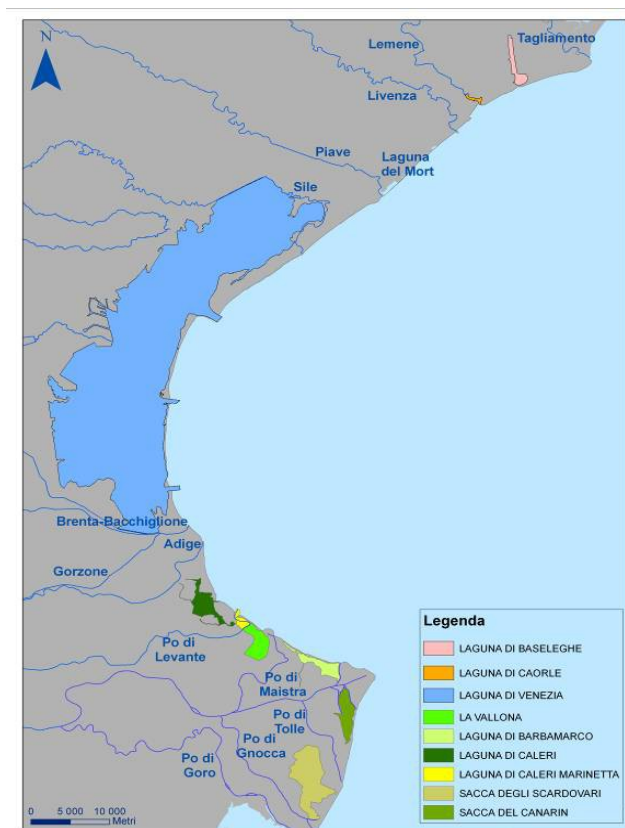 N
Tagliamento
Lemene
Livenza
Piave
Laguna
del Mort
Sile
Brenta-Bacchiglione
Adige
Gorzone
Po di
Levante
Po di
Maistra
Po di
Tolle
Po di
Gnocca
Po di
Goro
Legenda
LAGUNA DI BASELEGHE
LAGUNA DI CAORLE
LAGUNA DI VENEZIA
LA VALLONA
LAGUNA DI BARBAMARCO
LAGUNA DI CALERI
LAGUNA DI CALERI MARINETTA
SACCA DEGLI SCARDOVARI
SACCA DEL CANARIN
0 5 000 10 000
Metri